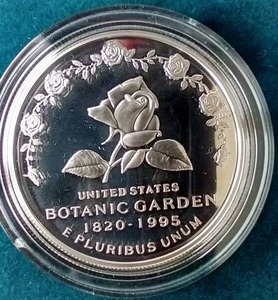 UNITED STATES
BOTANIC GARDEN
1820-1995
E PLURIBUS UNUM